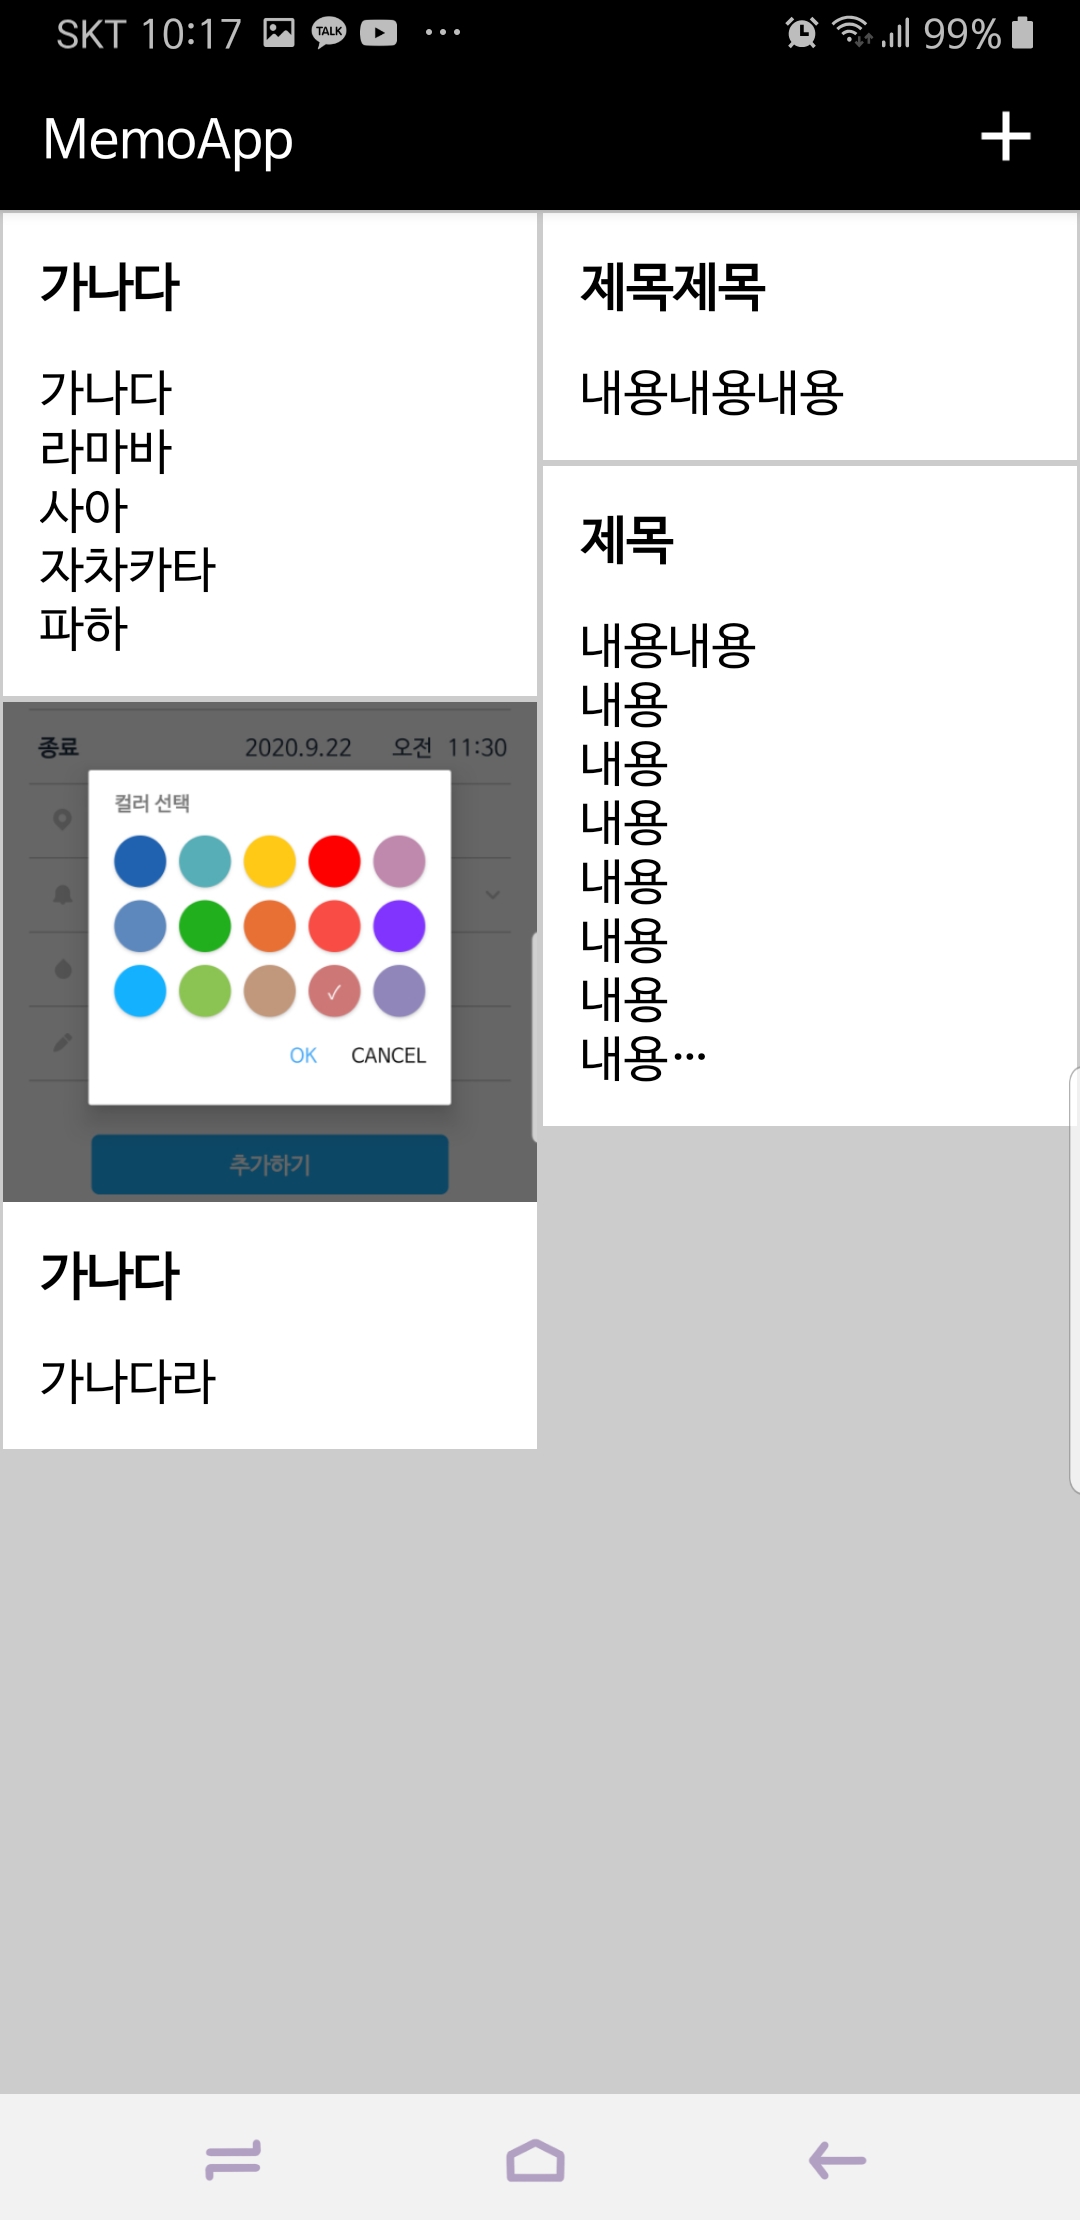 SKT 10:17 TALK 99%
MemoApp
가나다
가나다
라마바
사아
자차카타
파하
제목제목
내용내용내용
종료 2020.9.22 오전 11:30
컬러 선택
OK CANCEL
추가하기
가나다
가나다라
제목
내용내용
내용
내용
내용
내용
내용
내용
내용…